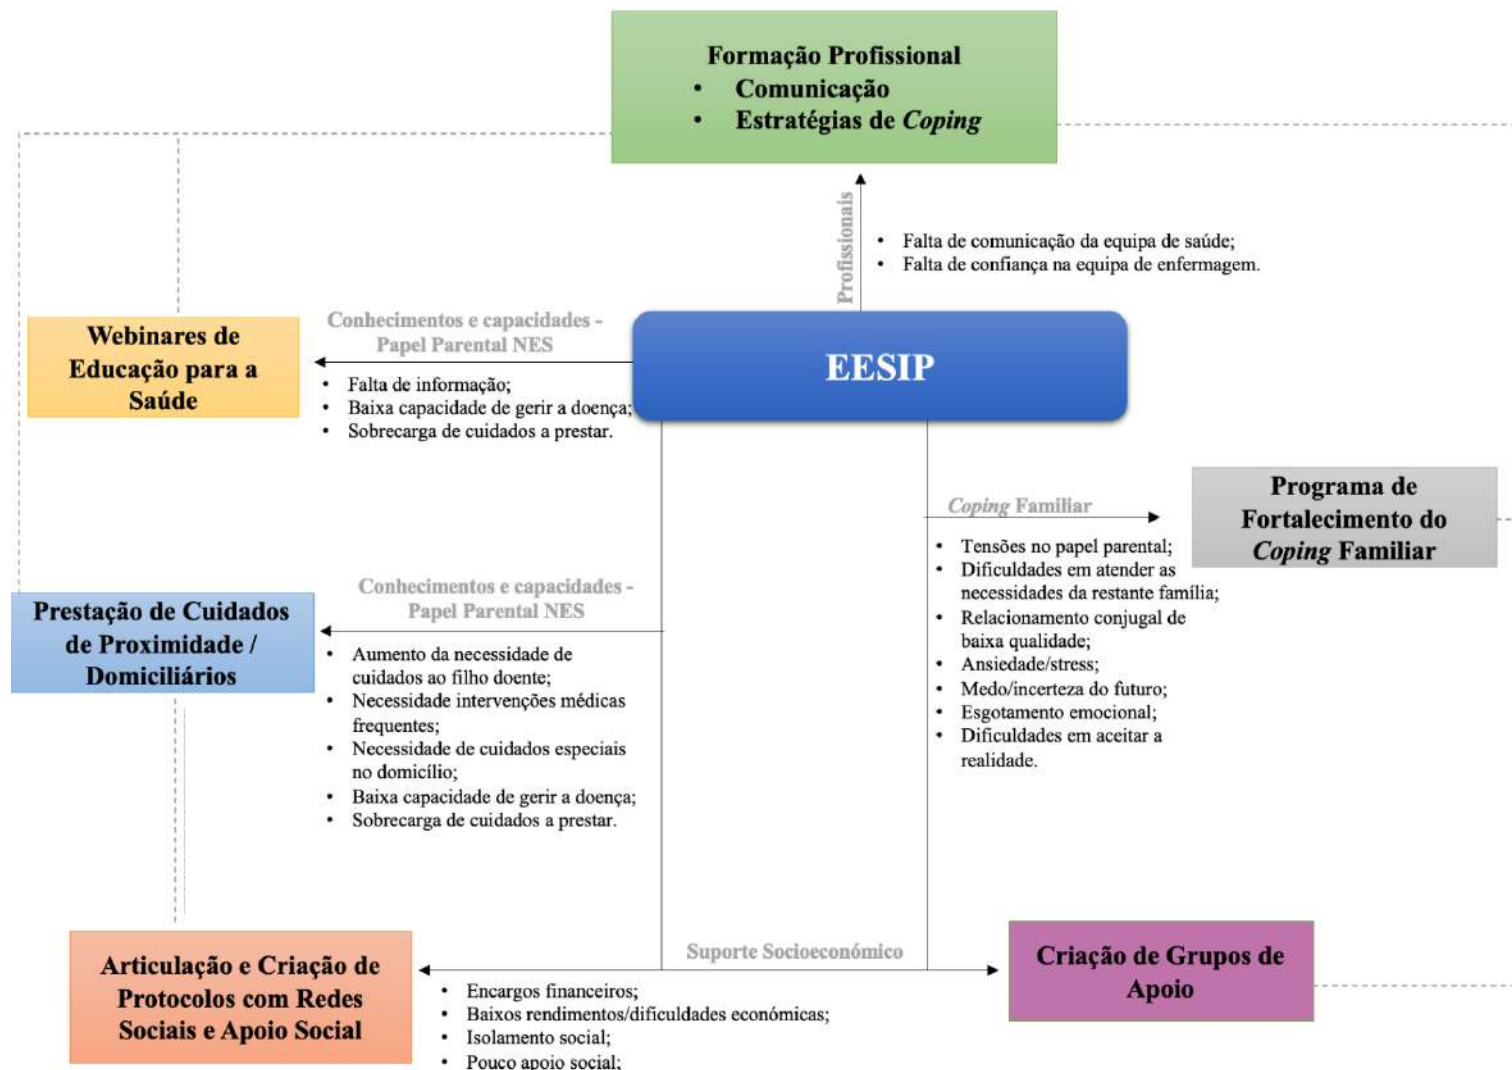 Formação Profissional
• Comunicação
• Estratégias de Coping
Profissionais
• Falta de comunicação da equipa de saúde;
• Falta de confiança na equipa de enfermagem.
EESIP
Conhecimentos e capacidades -
Papel Parental NES
Webinares de
Educação para a
Saúde
• Falta de informação;
• Baixa capacidade de gerir a doença;
• Sobrecarga de cuidados a prestar.
Coping Familiar
Programa de
Fortalecimento do
Coping Familiar
• Tensões no papel parental;
• Dificuldades em atender as
necessidades da restante família;
• Relacionamento conjugal de
baixa qualidade;
• Ansiedade/stress;
• Medo/incerteza do futuro;
• Esgotamento emocional;
• Dificuldades em aceitar a
realidade.
Conhecimentos e capacidades -
Papel Parental NES
Prestação de Cuidados
de Proximidade /
Domiciliários
• Aumento da necessidade de
cuidados ao filho doente;
• Necessidade intervenções médicas
frequentes;
• Necessidade de cuidados especiais
no domicílio;
• Baixa capacidade de gerir a doença;
• Sobrecarga de cuidados a prestar.
Suporte Socioeconómico
Articulação e Criação de
Protocolos com Redes
Sociais e Apoio Social
• Encargos financeiros;
• Baixos rendimentos/dificuldades económicas;
• Isolamento social;
• Pouco apoio social;
Criação de Grupos de
Apoio